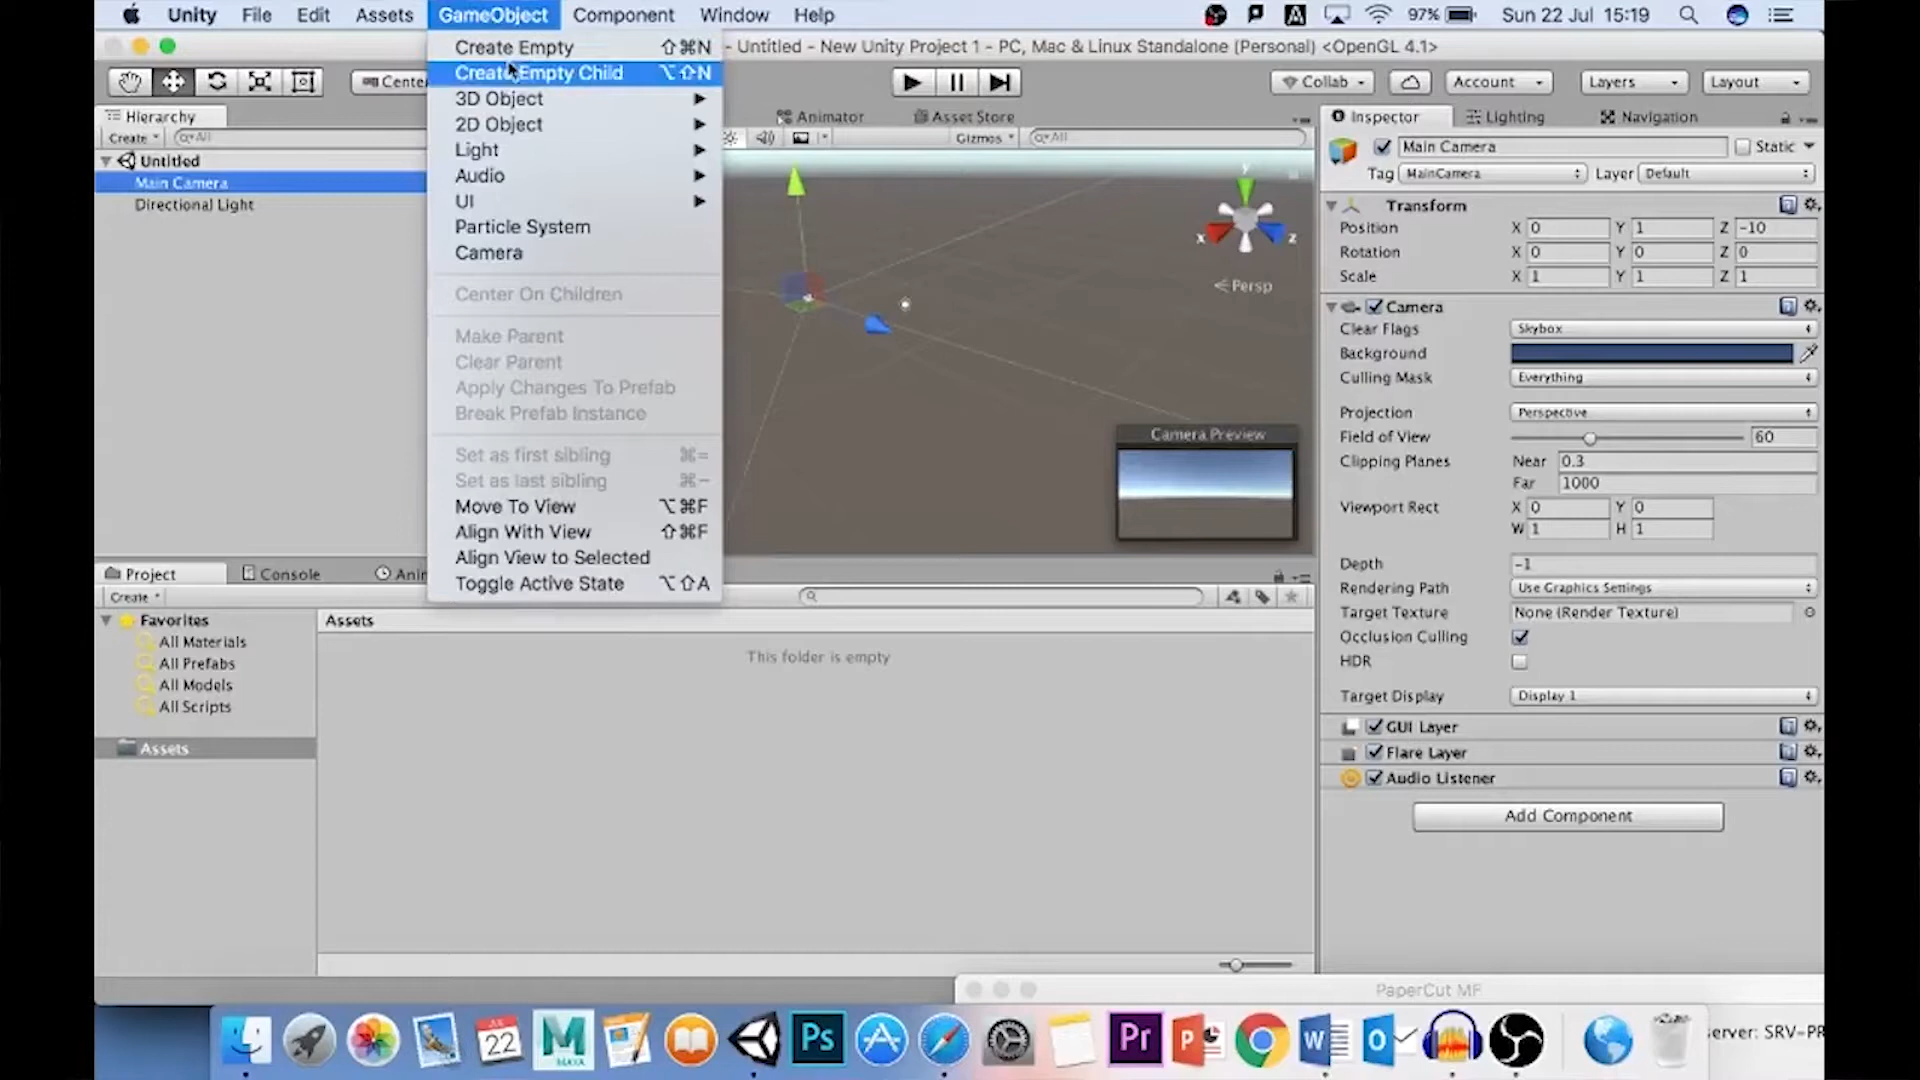 Unity File Edit Assets GameObject Component Window Help 97% Sun 22 Jul 15:19
- Untitled - New Unity Project 1 - PC, Mac & Linux Standalone (Personal) <OpenGL 4.1>
Create Empty ⇧⌘N
Create Empty Child ⌥⇧N
3D Object
2D Object
Light
Audio
UI
Particle System
Camera
Center On Children
Make Parent
Clear Parent
Apply Changes To Prefab
Break Prefab Instance
Set as first sibling ⌘=
Set as last sibling ⌘-
Move To View ⌥⌘F
Align With View ⇧⌘F
Align View to Selected
Toggle Active State ⌥⇧A
Center
Collab
Account
Layers
Layout
Hierarchy
Create
All
Untitled
Main Camera
Directional Light
Animator
Asset Store
Gizmos
All
y
x
z
Persp
Camera Preview
Inspector
Lighting
Navigation
Main Camera
Static
Tag MainCamera Layer Default
Transform
Position X 0 Y 1 Z -10
Rotation X 0 Y 0 Z 0
Scale X 1 Y 1 Z 1
Camera
Clear Flags Skybox
Background
Culling Mask Everything
Projection Perspective
Field of View 60
Clipping Planes Near 0.3
Far 1000
Viewport Rect X 0 Y 0
W 1 H 1
Depth -1
Rendering Path Use Graphics Settings
Target Texture None (Render Texture)
Occlusion Culling
HDR
Target Display Display 1
GUI Layer
Flare Layer
Audio Listener
Add Component
Project
Console
Ani
Create
Favorites
All Materials
All Prefabs
All Models
All Scripts
Assets
Assets
This folder is empty
PaperCut MF
JUL
22
MAYA
Ps
Pr
P
W
O
erver: SRV-PR